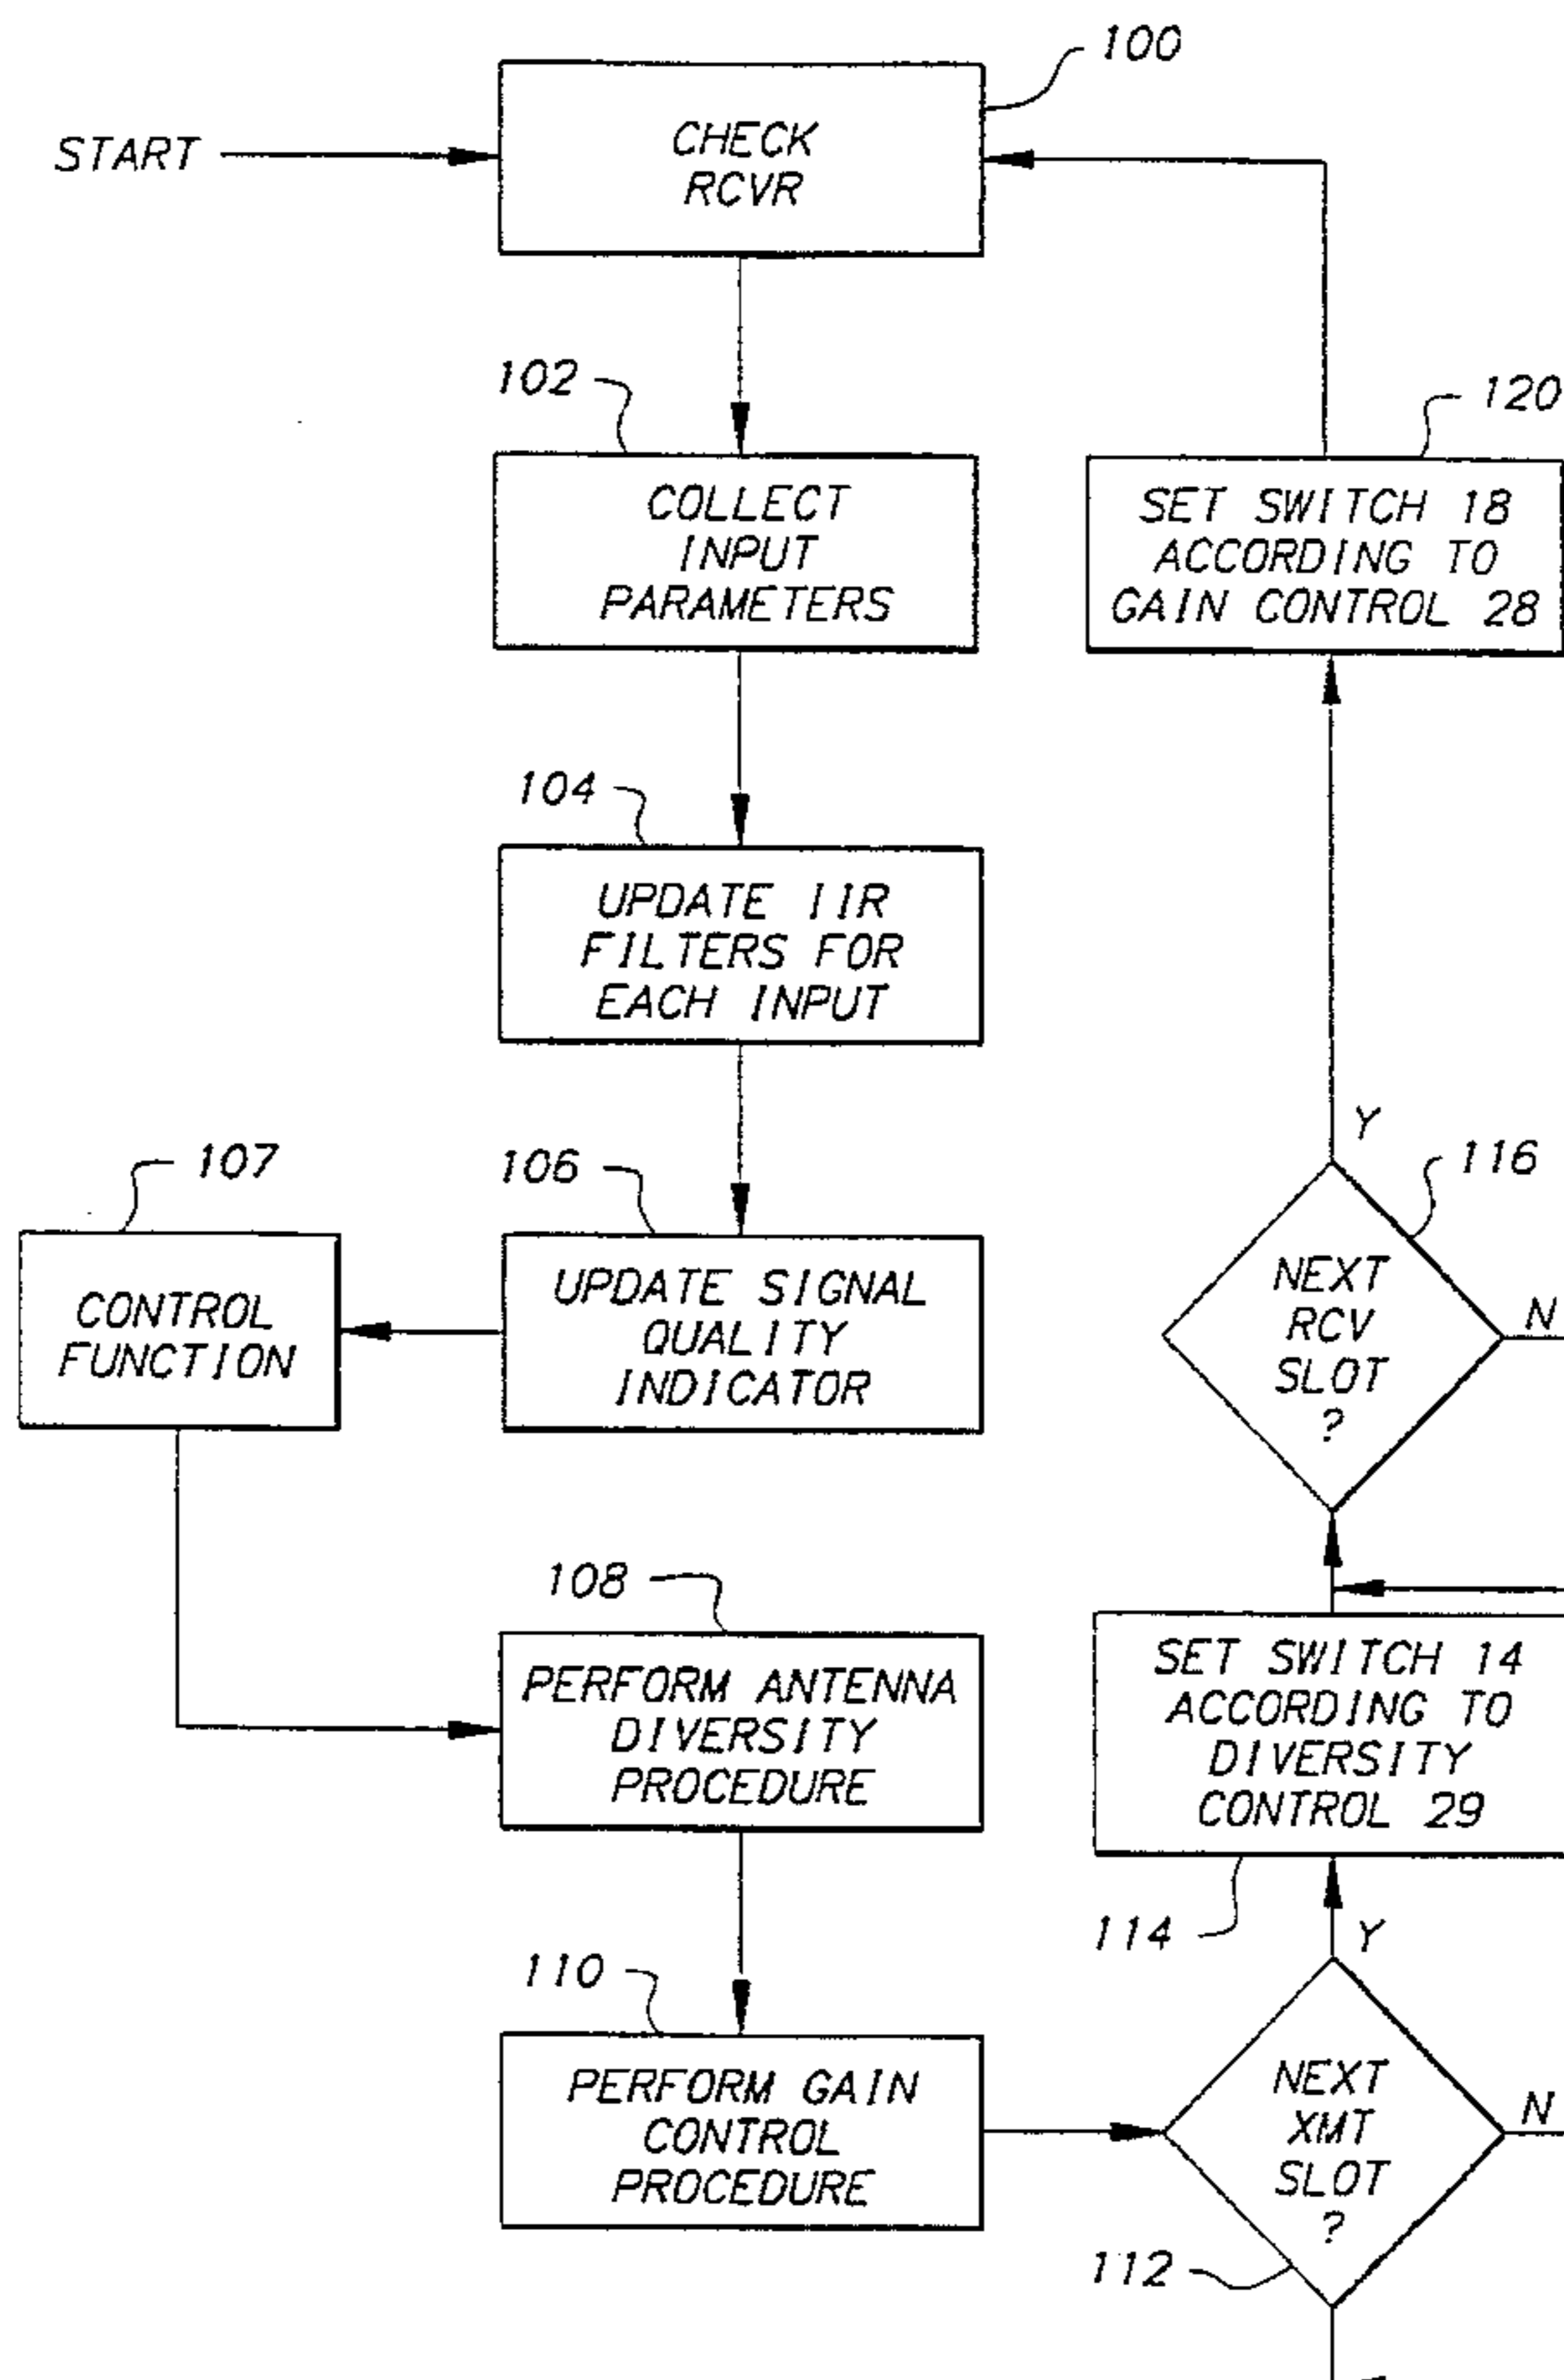 100
START
CHECK
RCVR
102
COLLECT
INPUT
PARAMETERS
120
SET SWITCH 18
ACCORDING TO
GAIN CONTROL 28
104
UPDATE IIR
FILTERS FOR
EACH INPUT
107
CONTROL
FUNCTION
106
UPDATE SIGNAL
QUALITY
INDICATOR
Y
116
NEXT
RCV
SLOT
?
N
108
PERFORM ANTENNA
DIVERSITY
PROCEDURE
SET SWITCH 14
ACCORDING TO
DIVERSITY
CONTROL 29
114
Y
110
PERFORM GAIN
CONTROL
PROCEDURE
NEXT
XMT
SLOT
?
N
112